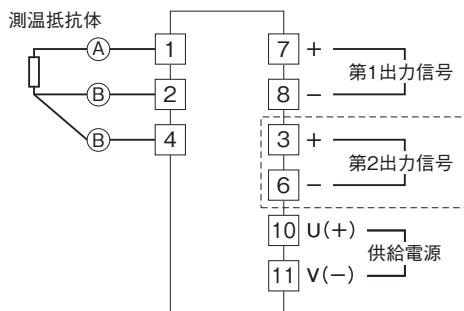 測温抵抗体
A 1
B 2
B 4
7 +
8 −
第1出力信号
3 +
6 −
第2出力信号
10 U(+)
11 V(−)
供給電源